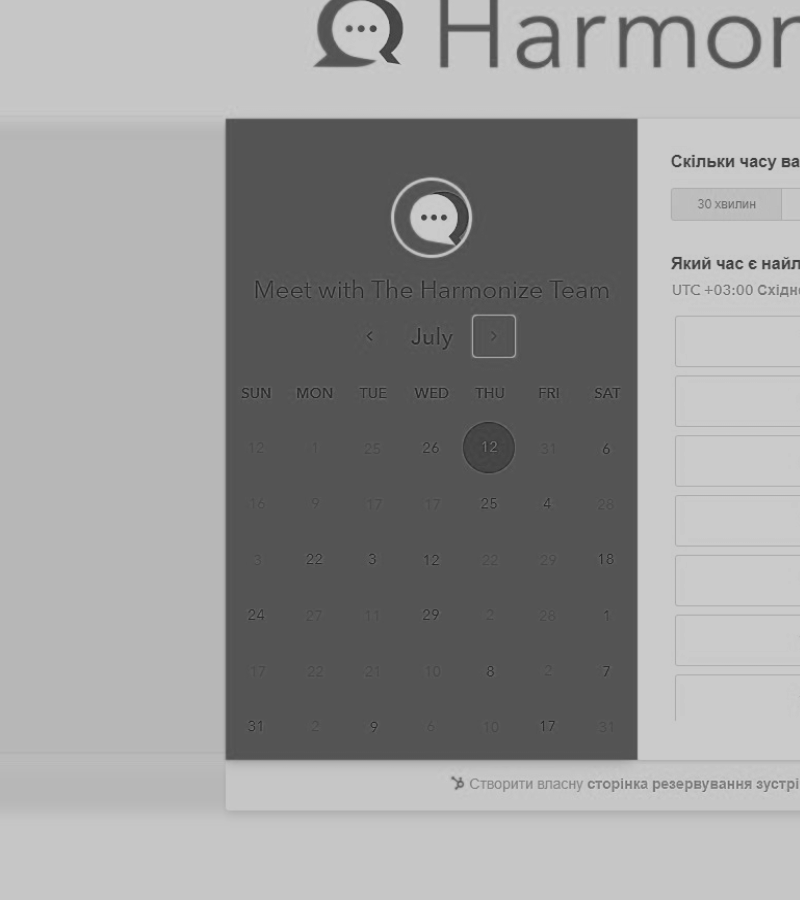 Harmon
Meet with The Harmonize Team
July
SUN MON TUE WED THU FRI SAT
12 1 25 26 12 31 6
16 9 17 17 25 4 26
3 22 3 12 22 29 18
24 27 11 29 2 28 1
17 22 21 10 8 2 7
31 2 9 6 10 17 31
Скільки часу ва
30 хвилин
Який час є найл
UTC +03:00 Східн
Створити власну сторінка резервування зустрі